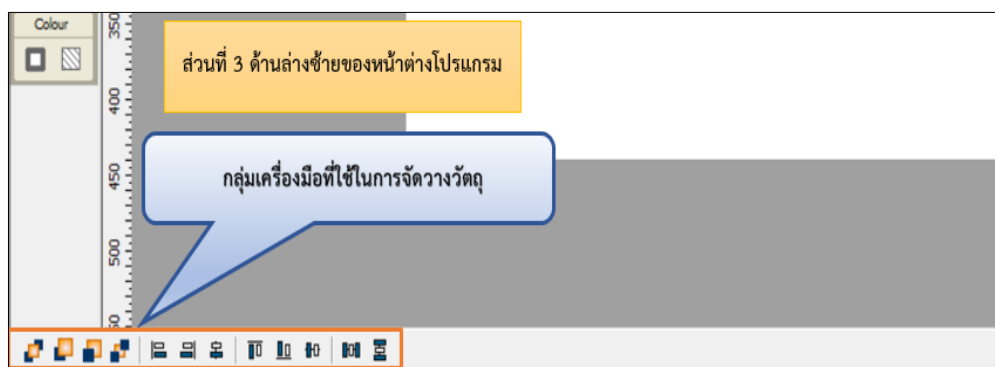 Colour
350
ส่วนที่ 3 ด้านล่างซ้ายของหน้าต่างโปรแกรม
400
กลุ่มเครื่องมือที่ใช้ในการจัดวางวัตถุ
450
500